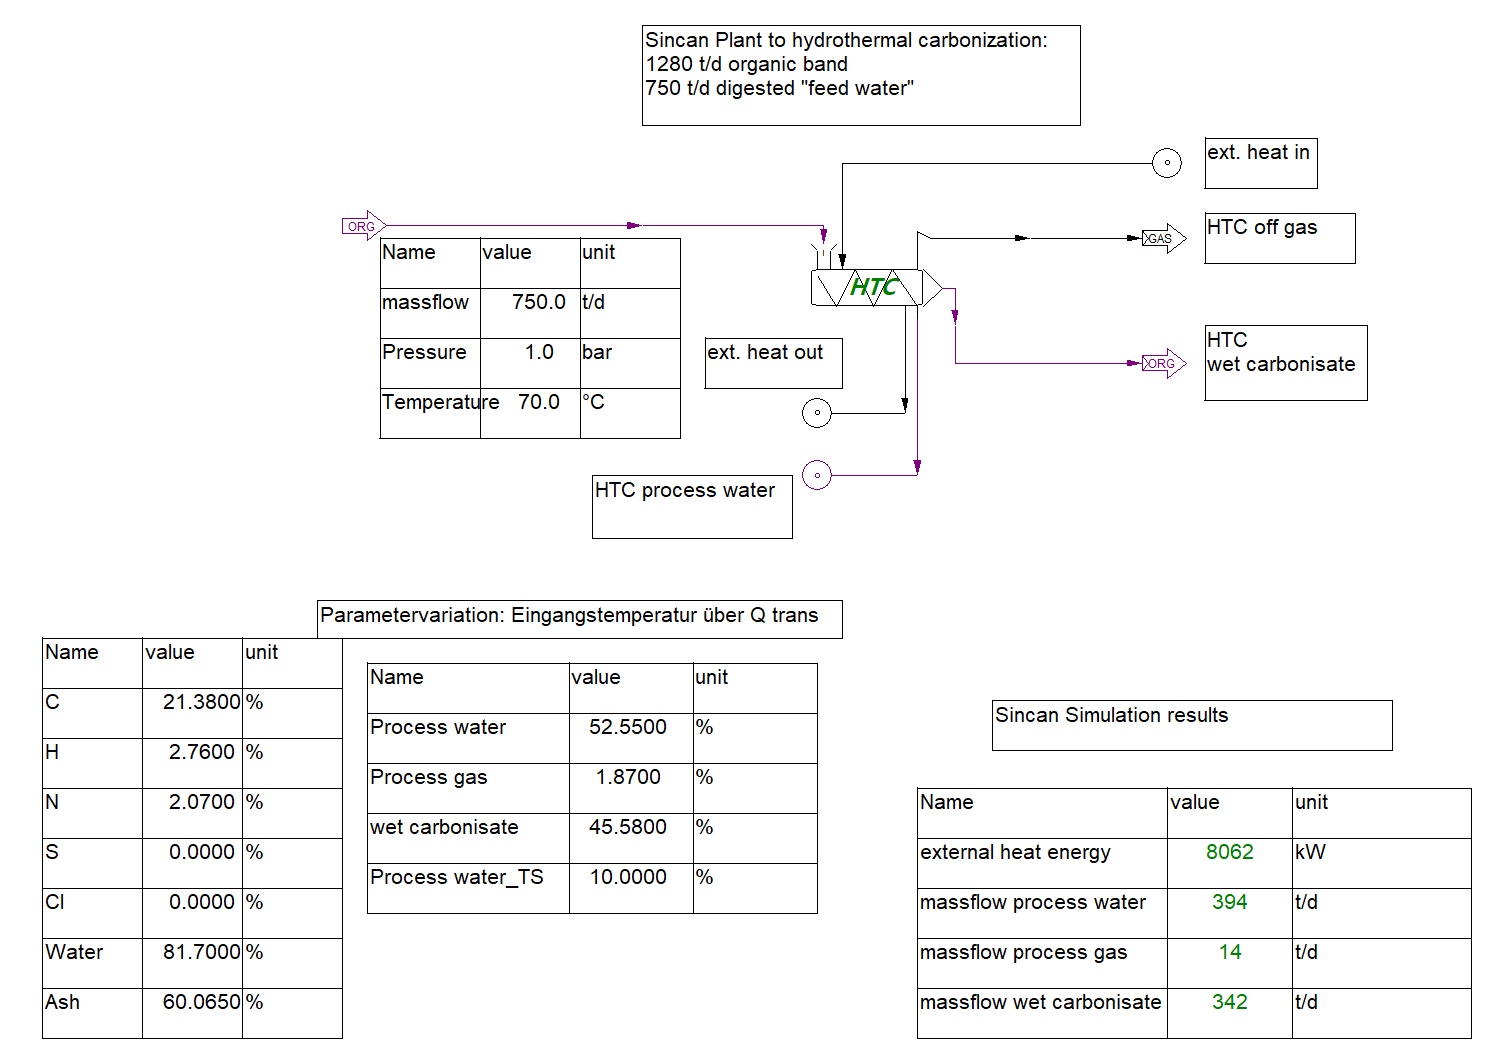 Sincan Plant to hydrothermal carbonization:
1280 t/d organic band
750 t/d digested "feed water"
ext. heat in
ORG
HTC off gas
GAS
Name value unit
massflow 750.0 t/d
Pressure 1.0 bar
Temperature 70.0 °C
HTC
ext. heat out
HTC
wet carbonisate
ORG
HTC process water
Parametervariation: Eingangstemperatur über Q trans
Name value unit
C 21.3800 %
H 2.7600 %
N 2.0700 %
S 0.0000 %
Cl 0.0000 %
Water 81.7000 %
Ash 60.0650 %
Name value unit
Process water 52.5500 %
Process gas 1.8700 %
wet carbonisate 45.5800 %
Process water_TS 10.0000 %
Sincan Simulation results
Name value unit
external heat energy 8062 kW
massflow process water 394 t/d
massflow process gas 14 t/d
massflow wet carbonisate 342 t/d